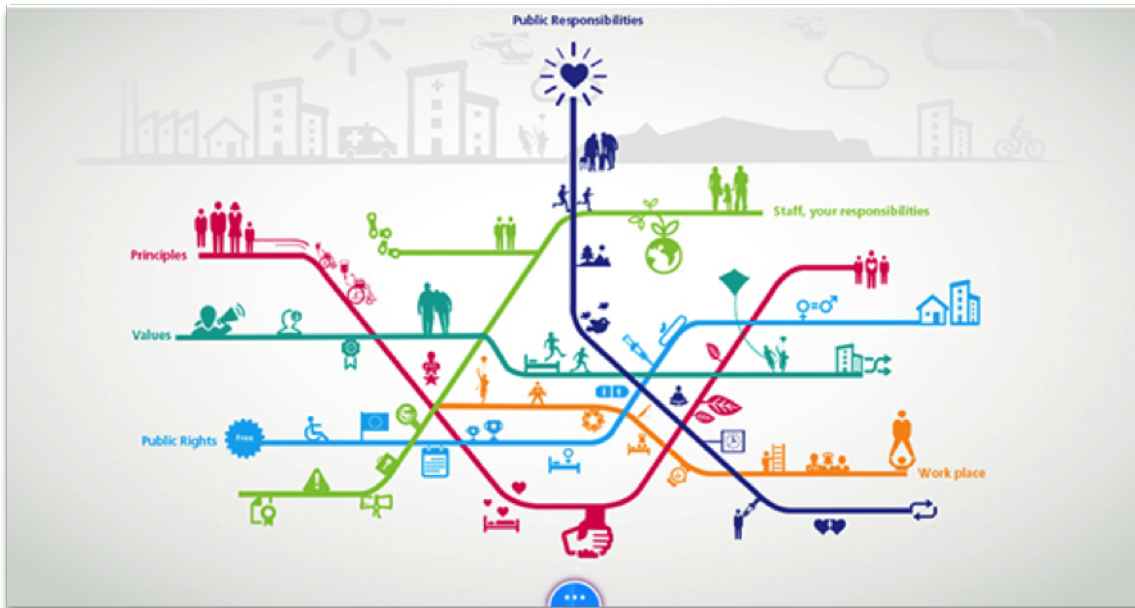 Public Responsibilities
Staff, your responsibilities
Principles
Values
Public Rights
Free
Work place